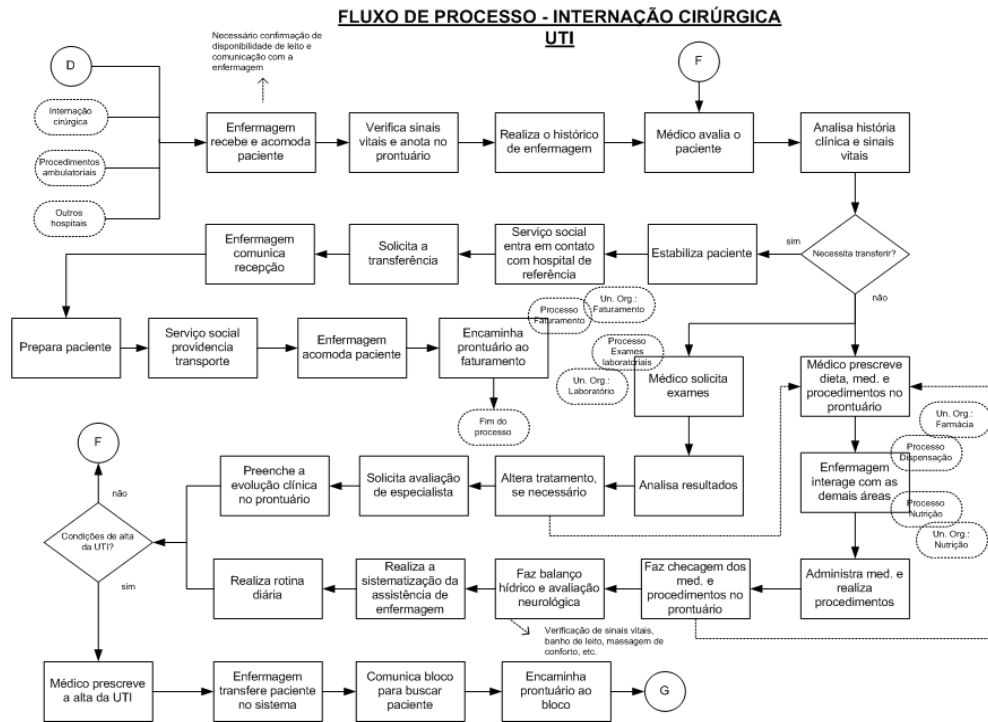 FLUXO DE PROCESSO - INTERNAÇÃO CIRÚRGICA
UTI
Necessário confirmação de
disponibilidade de leito e
comunicação com a
enfermagem
D
F
Internação
cirúrgica
Procedimentos
ambulatoriais
Outros
hospitais
Enfermagem
recebe e acomoda
paciente
Verifica sinais
vitais e anota no
prontuário
Realiza o histórico
de enfermagem
Médico avalia o
paciente
Analisa história
clínica e sinais
vitais
Enfermagem
comunica
recepção
Solicita a
transferência
Serviço social
entra em contato
com hospital de
referência
Estabiliza paciente
sim
Necessita transferir?
não
Prepara paciente
Serviço social
providencia
transporte
Enfermagem
acomoda paciente
Encaminha
prontuário ao
faturamento
Processo
Faturamento
Un. Org.:
Faturamento
Processo
Exames
laboratoriais
Un. Org.:
Laboratório
Médico solicita
exames
Médico prescreve
dieta, med. e
procedimentos no
prontuário
Un. Org.:
Farmácia
Processo
Dispensação
Fim do
processo
F
não
Preenche a
evolução clínica
no prontuário
Solicita avaliação
de especialista
Altera tratamento,
se necessário
Analisa resultados
Enfermagem
interage com as
demais áreas
Processo
Nutrição
Un. Org.:
Nutrição
Condições de alta
da UTI?
sim
Realiza rotina
diária
Realiza a
sistematização da
assistência de
enfermagem
Faz balanço
hídrico e avaliação
neurológica
Faz checagem dos
med. e
procedimentos no
prontuário
Administra med. e
realiza
procedimentos
Verificação de sinais vitais,
banho de leito, massagem de
conforto, etc.
Médico prescreve
a alta da UTI
Enfermagem
transfere paciente
no sistema
Comunica bloco
para buscar
paciente
Encaminha
prontuário ao
bloco
G